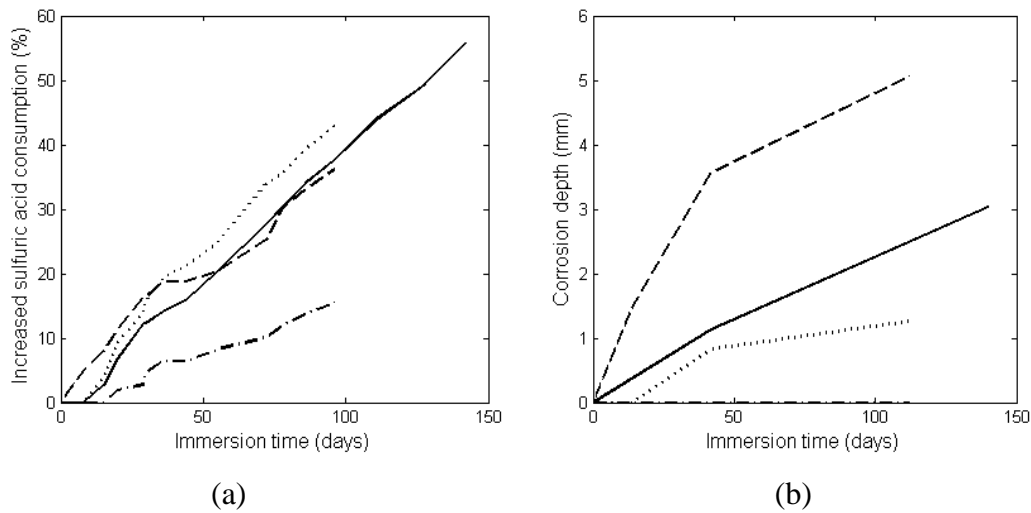 60
50
40
30
20
10
0
0 50 100 150
Increased sulfuric acid consumption (%)
Immersion time (days)
(a)
6
5
4
3
2
1
0
0 50 100 150
Corrosion depth (mm)
Immersion time (days)
(b)